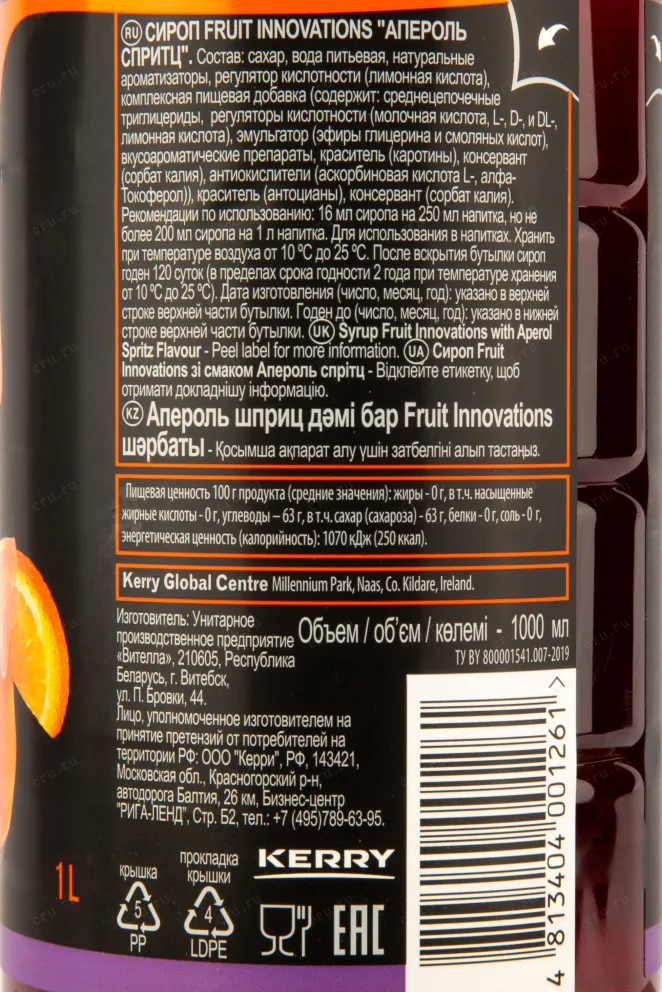 RU СИРОП FRUIT INNOVATIONS "АПЕРОЛЬ
СПРИТЦ". Состав: сахар, вода питьевая, натуральные
ароматизаторы, регулятор кислотности (лимонная кислота),
комплексная пищевая добавка (содержит: среднецепочечные
триглицериды, регуляторы кислотности (молочная кислота, L-, D-, и DL-,
лимонная кислота), эмульгатор (эфиры глицерина и смоляных кислот),
вкусоароматические препараты, краситель (каротины), консервант
(сорбат калия), антиокислители (аскорбиновая кислота L-, алфа-
Токоферол)), краситель (антоцианы), консервант (сорбат калия).
Рекомендации по использованию: 16 мл сиропа на 250 мл напитка, но не
более 200 мл сиропа на 1 л напитка. Для использования в напитках. Хранить
при температуре воздуха от 10 ºС до 25 ºС. После вскрытия бутылки сироп
годен 120 суток (в пределах срока годности 2 года при температуре хранения
от 10 ºС до 25 ºС). Дата изготовления (число, месяц, год): указано в верхней
строке верхней части бутылки. Годен до (число, месяц, год): указано в нижней
строке верхней части бутылки. UK Syrup Fruit Innovations with Aperol
Spritz Flavour - Peel label for more information. UA Сироп Fruit
Innovations зі смаком Апероль спрітц - Відклейте етикетку, щоб
отримати докладнішу інформацію.
KZ Апероль шприц дәмі бар Fruit Innovations
шәрбаты - Қосымша ақпарат алу үшін затбелгіні алып тастаңыз.
Пищевая ценность 100 г продукта (средние значения): жиры - 0 г, в т.ч. насыщенные
жирные кислоты - 0 г, углеводы – 63 г, в т.ч. сахар (сахароза) - 63 г, белки - 0 г, соль - 0 г,
энергетическая ценность (калорийность): 1070 кДж (250 ккал).
Kerry Global Centre Millennium Park, Naas, Co. Kildare, Ireland.
Изготовитель: Унитарное
производственное предприятие
«Вителла», 210605, Республика
Беларусь, г. Витебск,
ул. П. Бровки, 44.
Лицо, уполномоченное изготовителем на
принятие претензий от потребителей на
территории РФ: ООО "Керри", РФ, 143421,
Московская обл., Красногорский р-н,
автодорога Балтия, 26 км, Бизнес-центр
"РИГА-ЛЕНД", Стр. Б2, тел.: +7 (495)789-63-95.
Объем / об'єм / көлемі - 1000 мл
ТУ BY 800001541.007-2019
4 813404 001261 >
1L
крышка
5
PP
прокладка
крышки
4
LDPE
KERRY
EAC